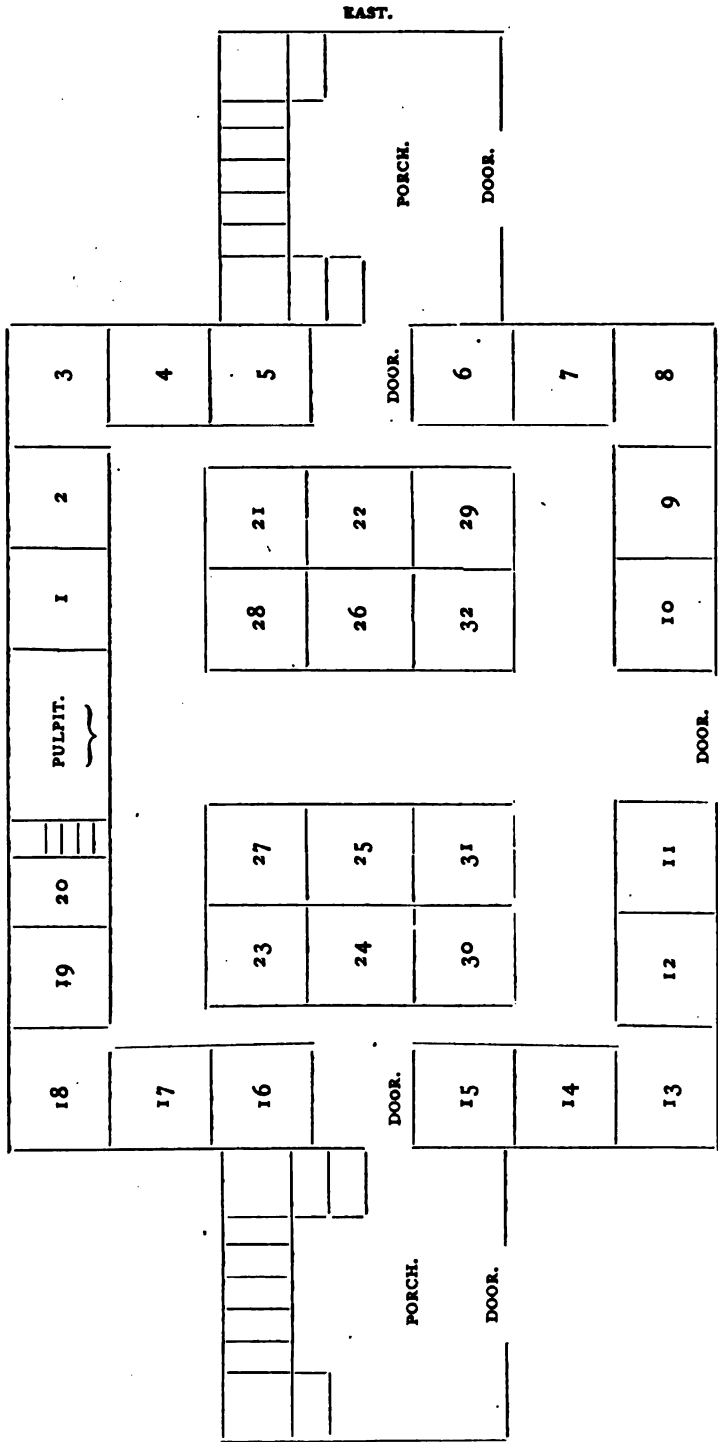 18 19 20 PULPIT. 1 2 3
17 4
16 23 27 28 21 5
24 25 26 22
EAST.
DOOR. DOOR.
PORCH. PORCH.
15 30 31 32 29 6
DOOR. DOOR.
14 7
13 12 11 10 9 8
DOOR.